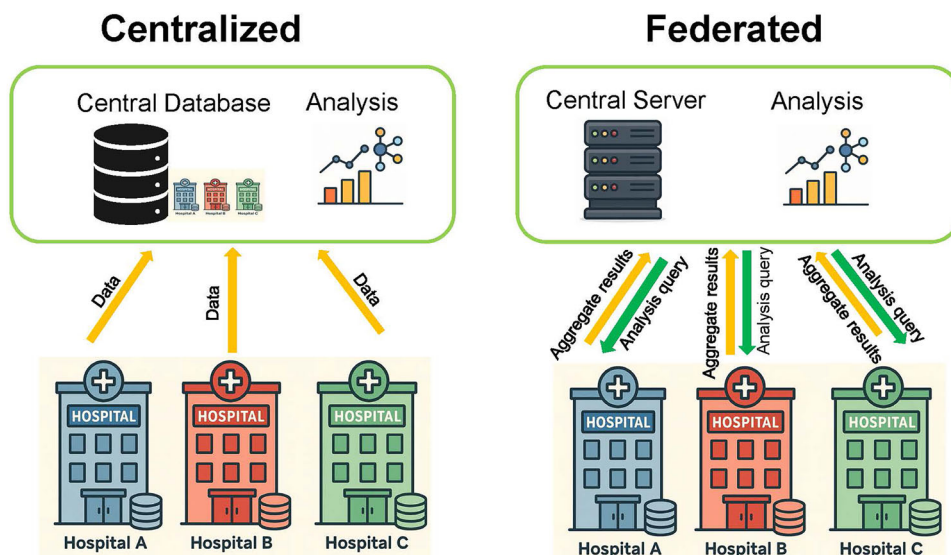 Centralized
Central Database
Analysis
Hospital A
Hospital B
Hospital C
Data
Data
Data
HOSPITAL
HOSPITAL
HOSPITAL
Hospital A
Hospital B
Hospital C
Federated
Central Server
Analysis
Aggregate results
Analysis query
Aggregate results
Analysis query
Analysis query
Aggregate results
HOSPITAL
HOSPITAL
HOSPITAL
Hospital A
Hospital B
Hospital C